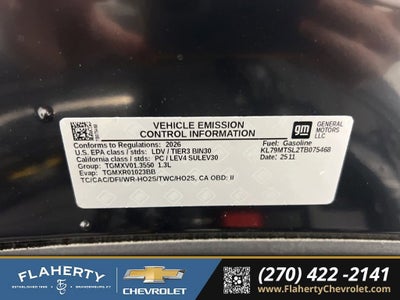 VEHICLE EMISSION
CONTROL INFORMATION
gm
GENERAL
MOTORS
LLC
Conforms to Regulations: 2026
Fuel: Gasoline
U.S. EPA class / stds: LDV / TIER3 BIN30
KL79MTSL2TB075468
California class / stds: PC / LEV4 SULEV30
Date: 25 11
Group: TGMXV01.3550 1.3L
Evap: TGMXR01023BB
TC/CAC/DFI/WR-HO2S/TWC/HO2S, CA OBD: II
FLAHERTY
CHEVROLET
(270) 422-2141
FlahertyChevrolet.com